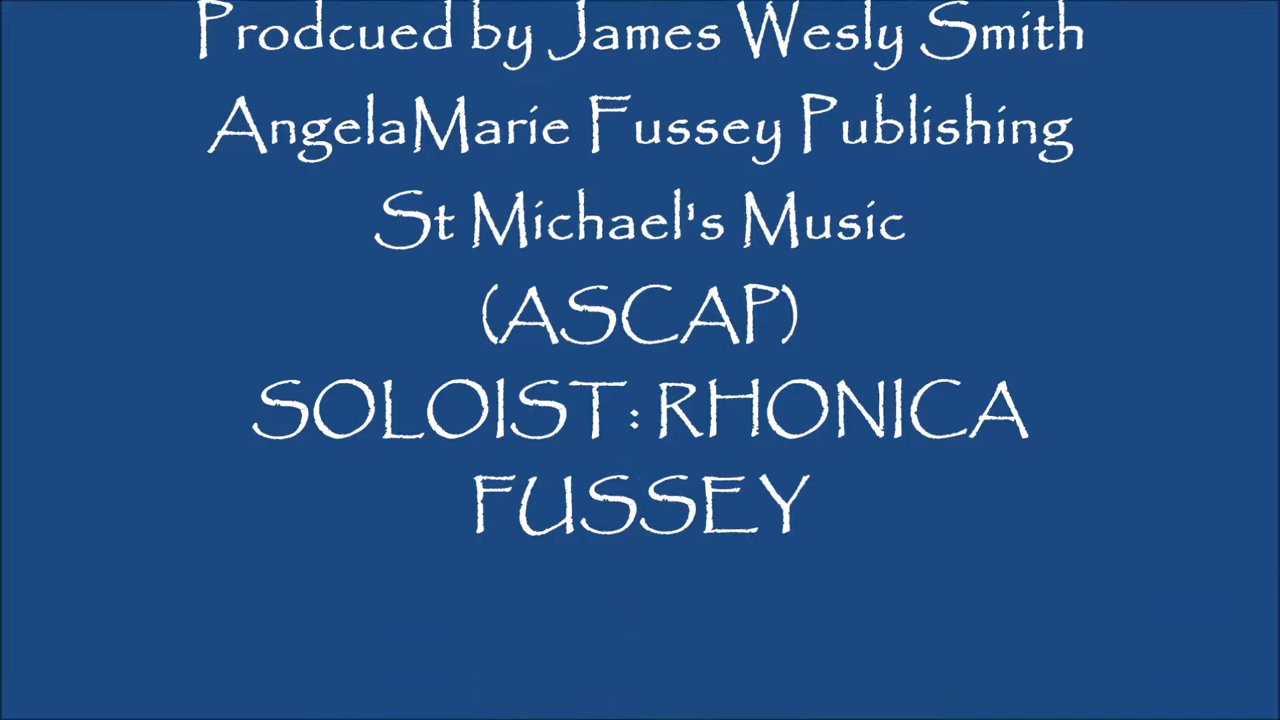 Prodcued by James Wesly Smith
AngelaMarie Fussey Publishing
St Michael's Music
(ASCAP)
SOLOIST: RHONICA
FUSSEY